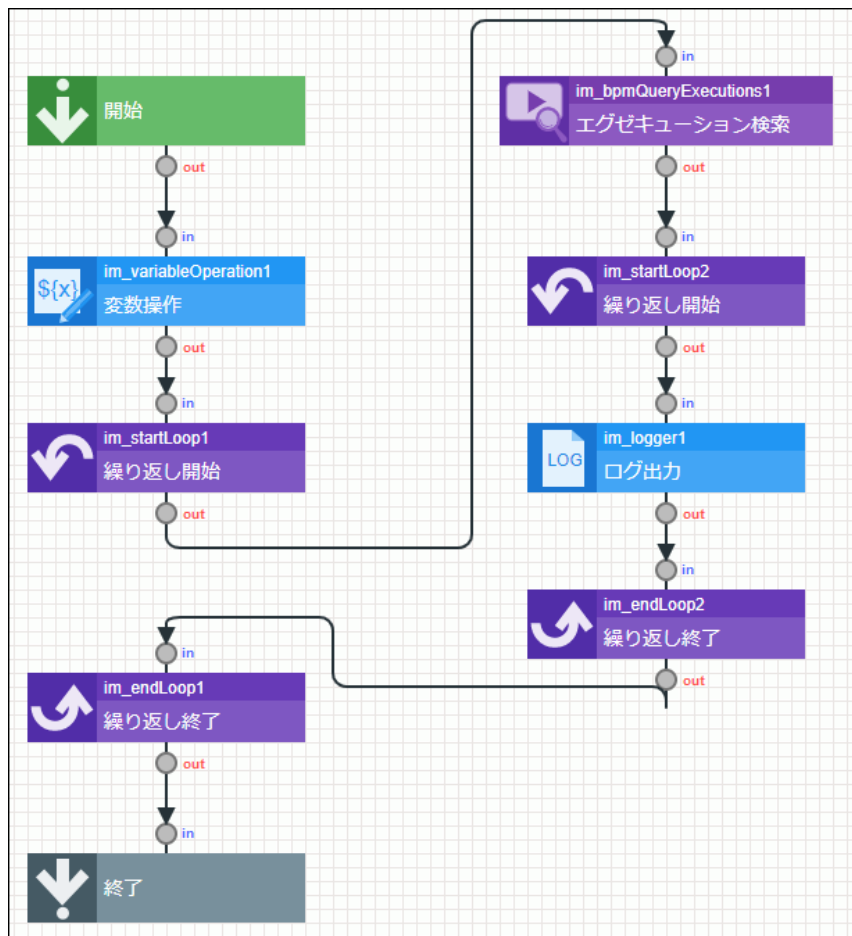 開始
out
in
im_variableOperation1
${x}
変数操作
out
in
im_startLoop1
繰り返し開始
out
in
im_bpmQueryExecutions1
エグゼキューション検索
out
in
im_startLoop2
繰り返し開始
out
in
im_logger1
LOG
ログ出力
out
in
im_endLoop2
繰り返し終了
out
in
im_endLoop1
繰り返し終了
out
in
終了